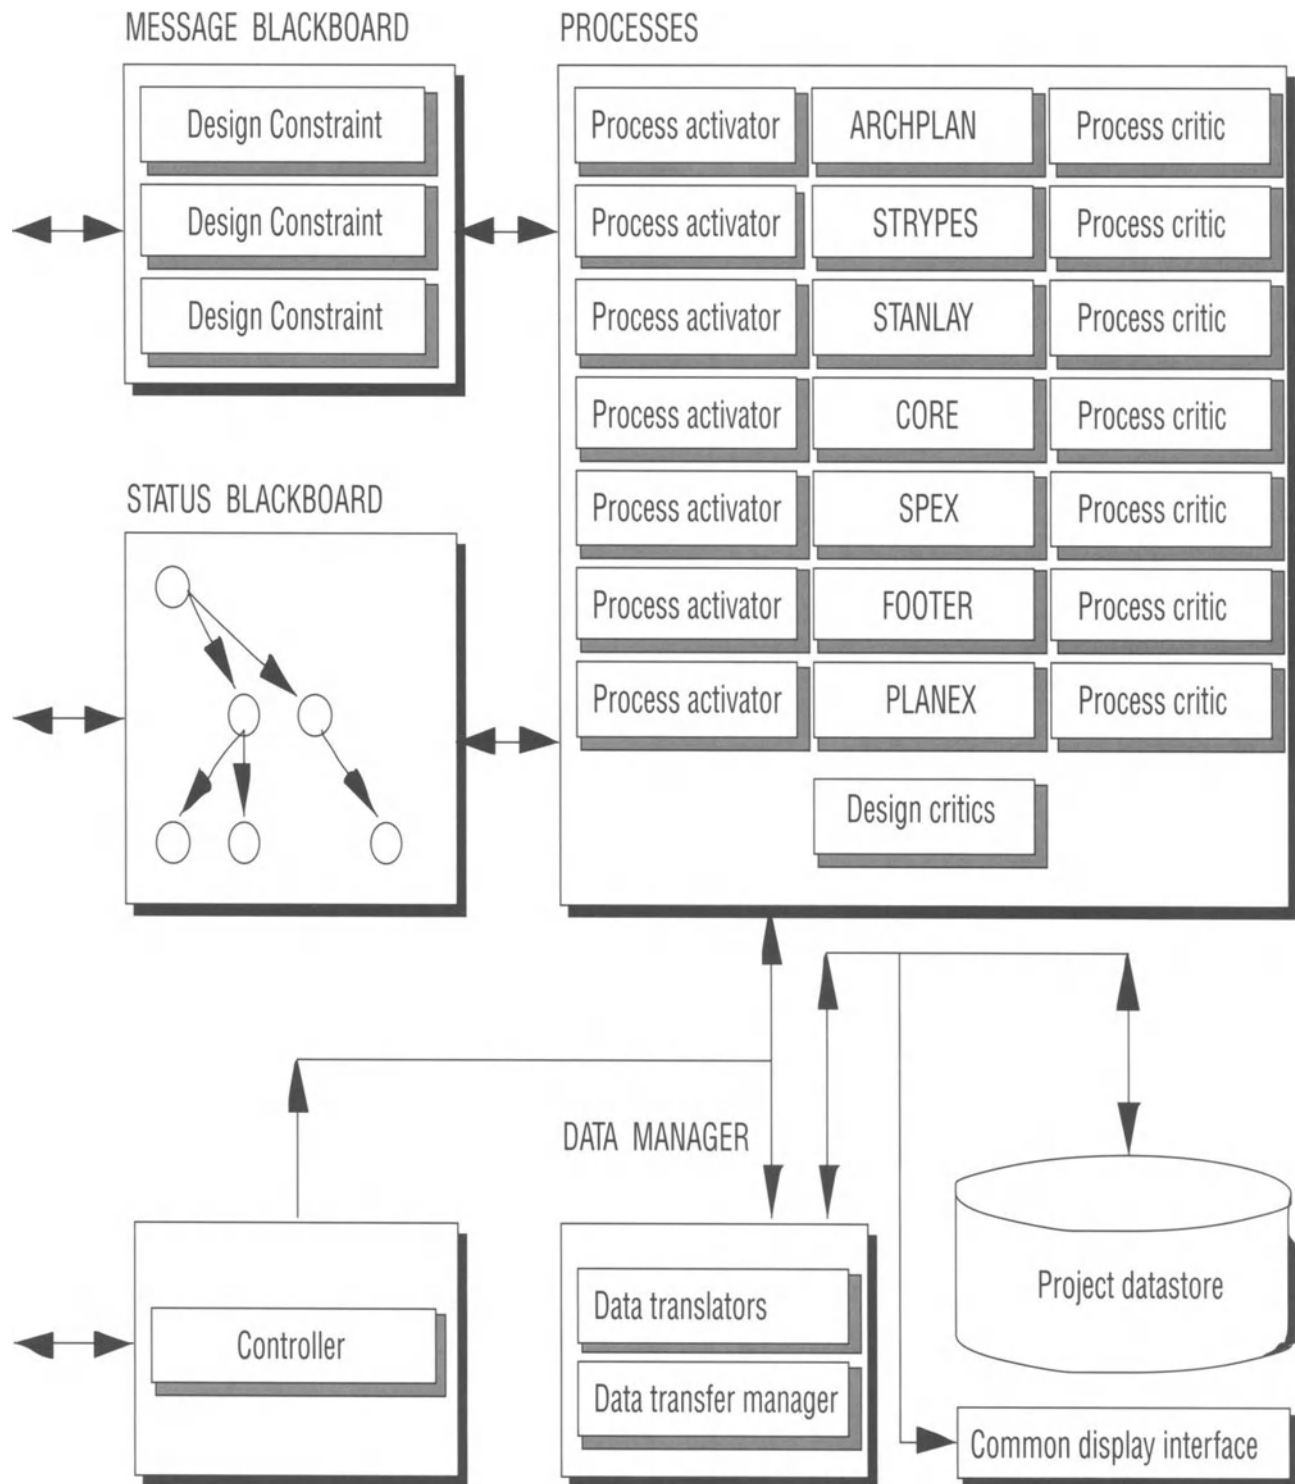 MESSAGE BLACKBOARD
Design Constraint
Design Constraint
Design Constraint
PROCESSES
Process activator ARCHPLAN Process critic
Process activator STRYPES Process critic
Process activator STANLAY Process critic
Process activator CORE Process critic
Process activator SPEX Process critic
Process activator FOOTER Process critic
Process activator PLANEX Process critic
Design critics
STATUS BLACKBOARD
Controller
DATA MANAGER
Data translators
Data transfer manager
Project datastore
Common display interface